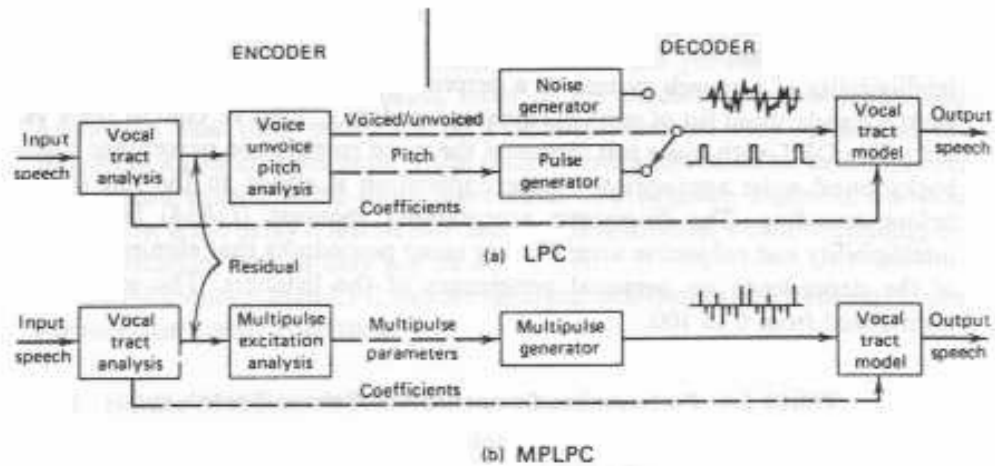 ENCODER
DECODER
Input
speech
Vocal
tract
analysis
Voice
unvoice
pitch
analysis
Voiced/unvoiced
Pitch
Noise
generator
Pulse
generator
Vocal
tract
model
Output
speech
Coefficients
(a) LPC
Residual
Input
speech
Vocal
tract
analysis
Multipulse
excitation
analysis
Multipulse
parameters
Multipulse
generator
Vocal
tract
model
Output
speech
Coefficients
(b) MPLPC